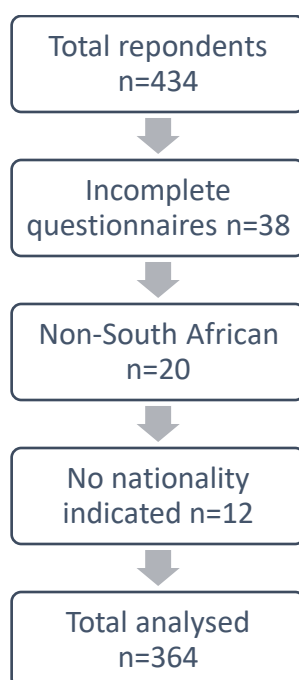 Total repondents
n=434
Incomplete
questionnaires n=38
Non-South African
n=20
No nationality
indicated n=12
Total analysed
n=364